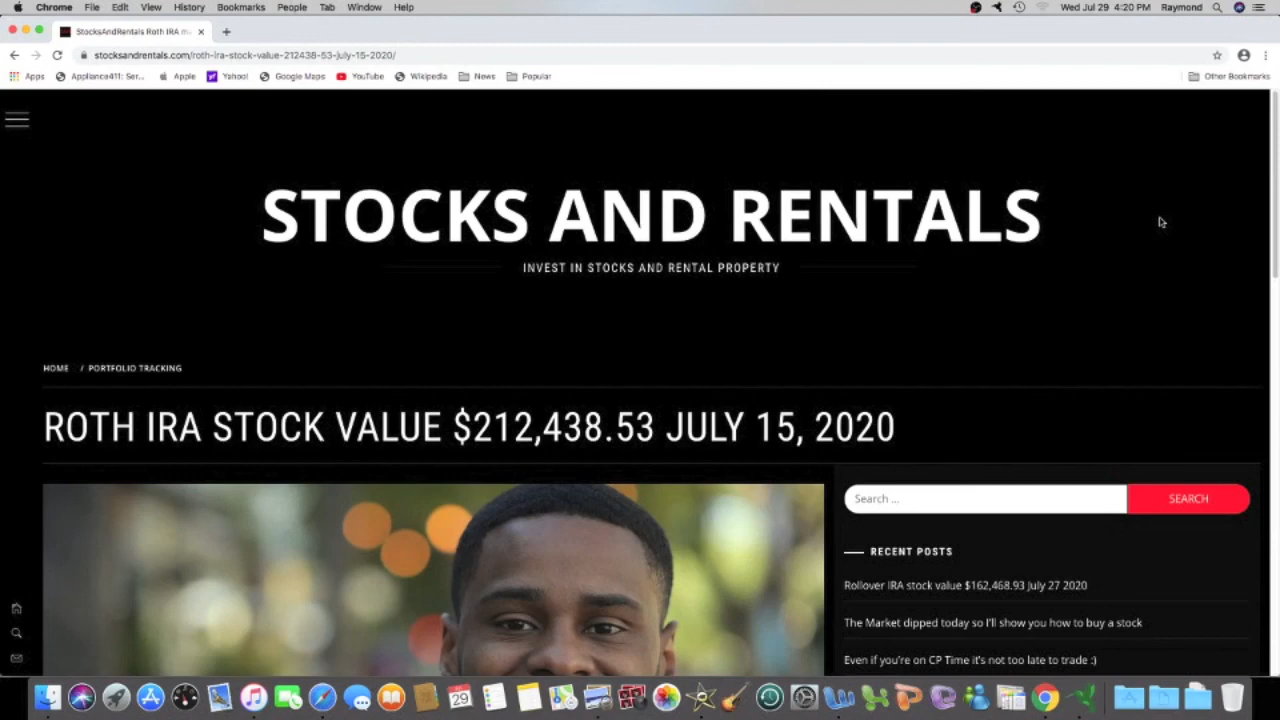 Chrome File Edit View History Bookmarks People Tab Window Help Wed Jul 29 4:20 PM Raymond
StocksAndRentals Roth IRA m
stocksandrentals.com/roth-ira-stock-value-212438-53-july-15-2020/
Apps Appliance411: Ser... Apple Yahoo! Google Maps YouTube Wikipedia News Popular Other Bookmarks
STOCKS AND RENTALS
INVEST IN STOCKS AND RENTAL PROPERTY
HOME / PORTFOLIO TRACKING
ROTH IRA STOCK VALUE $212,438.53 JULY 15, 2020
Search ... SEARCH
RECENT POSTS
Rollover IRA stock value $162,468.93 July 27 2020
The Market dipped today so I'll show you how to buy a stock
Even if you're on CP Time it's not too late to trade :)
JUL
29